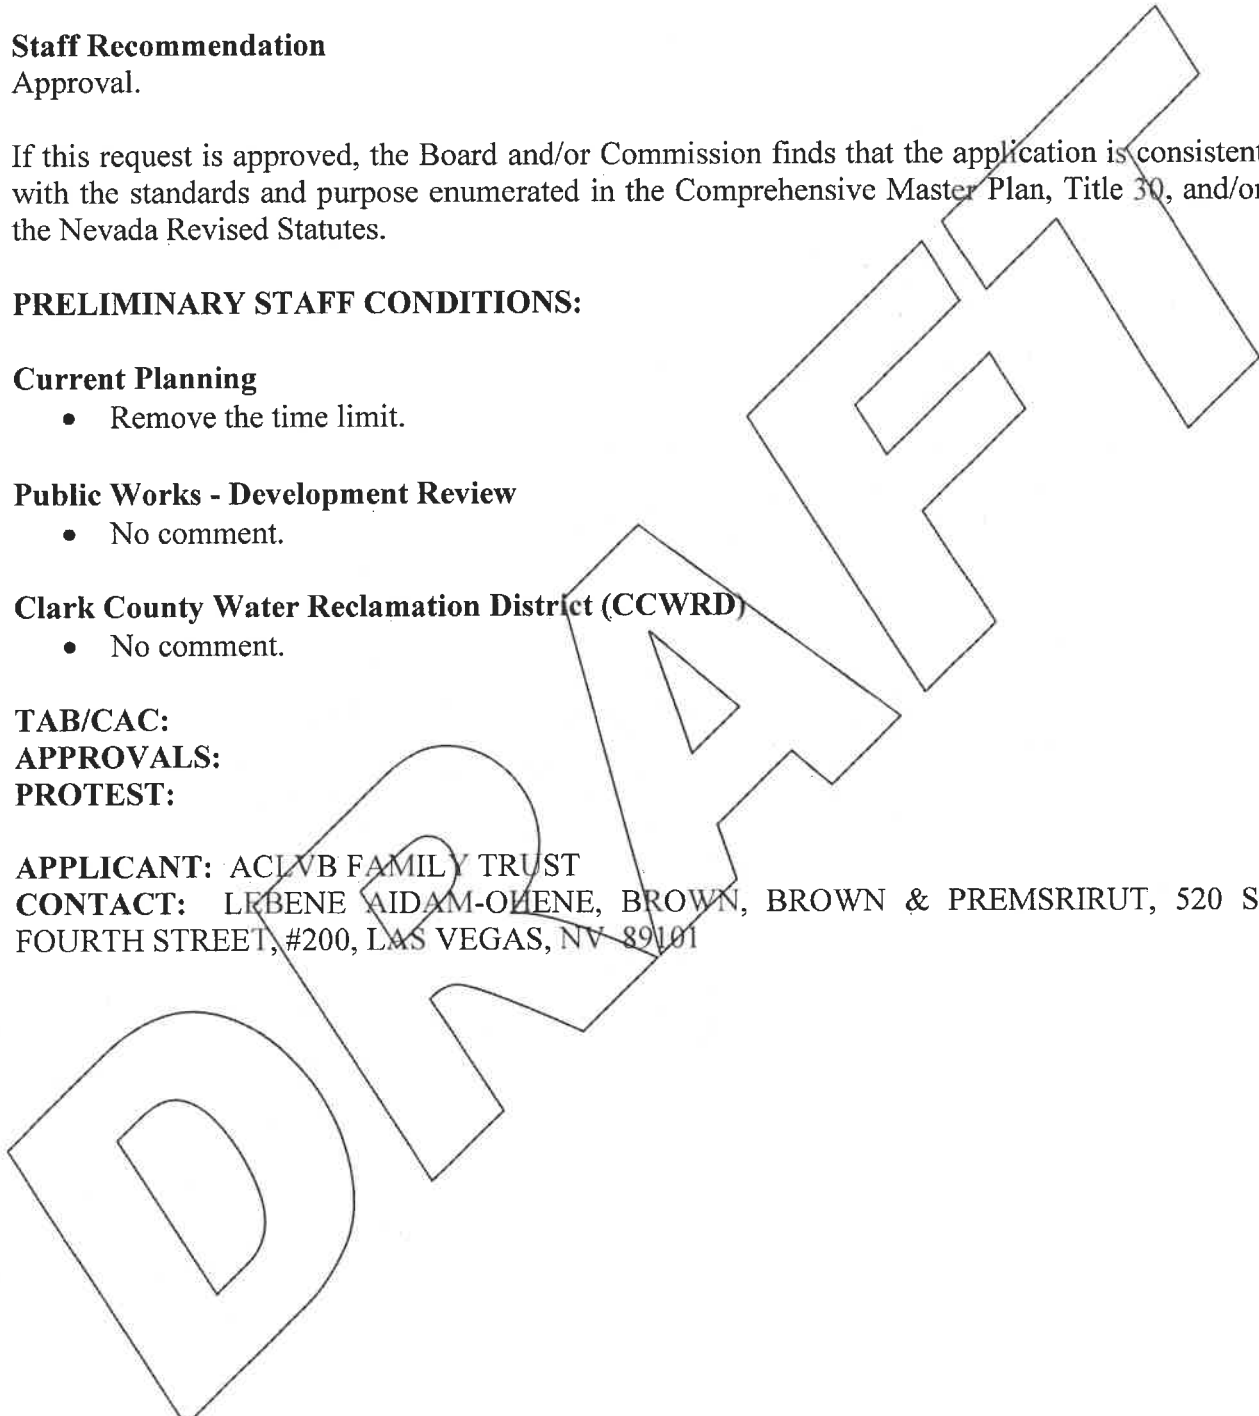 Staff Recommendation
Approval.
If this request is approved, the Board and/or Commission finds that the application is consistent
with the standards and purpose enumerated in the Comprehensive Master Plan, Title 30, and/or
the Nevada Revised Statutes.
PRELIMINARY STAFF CONDITIONS:
Current Planning
• Remove the time limit.
Public Works - Development Review
• No comment.
Clark County Water Reclamation District (CCWRD)
• No comment.
TAB/CAC:
APPROVALS:
PROTEST:
APPLICANT: ACLVB FAMILY TRUST
CONTACT: LEBENE AIDAM-OHENE, BROWN, BROWN & PREMSRIRUT, 520 S
FOURTH STREET, #200, LAS VEGAS, NV 89101
DRAFT